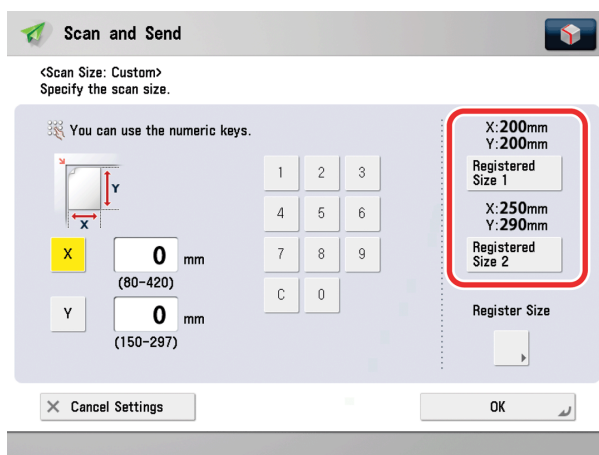 Scan and Send
<Scan Size: Custom>
Specify the scan size.
You can use the numeric keys.
Y
X
X
0 mm
(80-420)
Y
0 mm
(150-297)
1 2 3
4 5 6
7 8 9
C 0
X:200mm
Y:200mm
Registered
Size 1
X:250mm
Y:290mm
Registered
Size 2
Register Size
Cancel Settings
OK